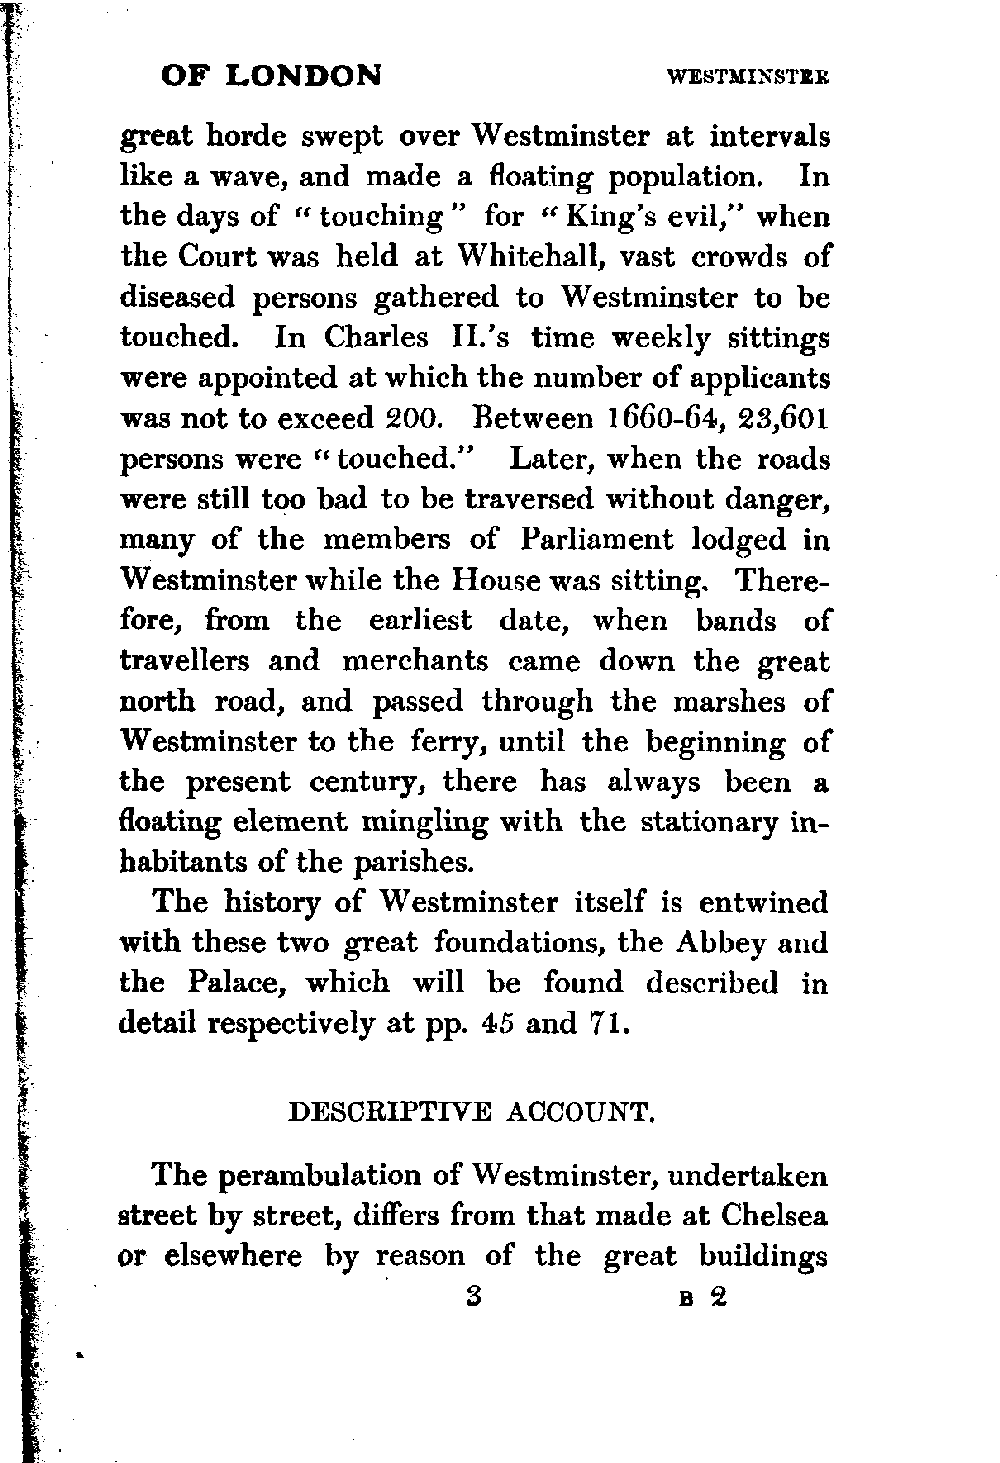 OF LONDON WESTMINSTER
great horde swept over Westminster at intervals
like a wave, and made a floating population. In
the days of “touching” for “King's evil,” when
the Court was held at Whitehall, vast crowds of
diseased persons gathered to Westminster to be
touched. In Charles II.'s time weekly sittings
were appointed at which the number of applicants
was not to exceed 200. Between 1660-64, 23,601
persons were “touched.” Later, when the roads
were still too bad to be traversed without danger,
many of the members of Parliament lodged in
Westminster while the House was sitting. There-
fore, from the earliest date, when bands of
travellers and merchants came down the great
north road, and passed through the marshes of
Westminster to the ferry, until the beginning of
the present century, there has always been a
floating element mingling with the stationary in-
habitants of the parishes.
The history of Westminster itself is entwined
with these two great foundations, the Abbey and
the Palace, which will be found described in
detail respectively at pp. 45 and 71.
DESCRIPTIVE ACCOUNT.
The perambulation of Westminster, undertaken
street by street, differs from that made at Chelsea
or elsewhere by reason of the great buildings
3 B 2